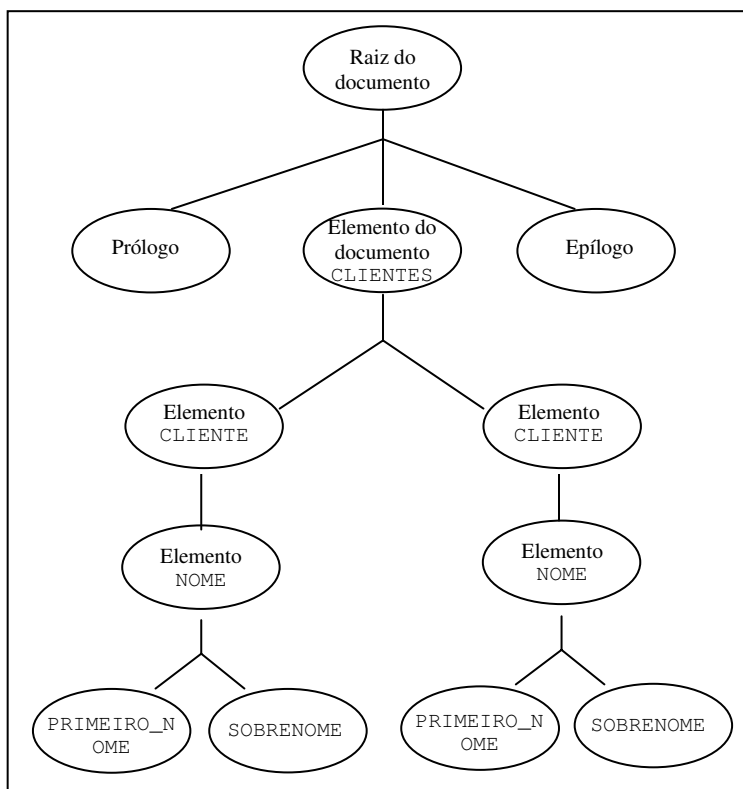 Raiz do
documento
Prólogo
Elemento do
documento
CLIENTES
Epílogo
Elemento
CLIENTE
Elemento
CLIENTE
Elemento
NOME
Elemento
NOME
PRIMEIRO_N
OME
SOBRENOME
PRIMEIRO_N
OME
SOBRENOME